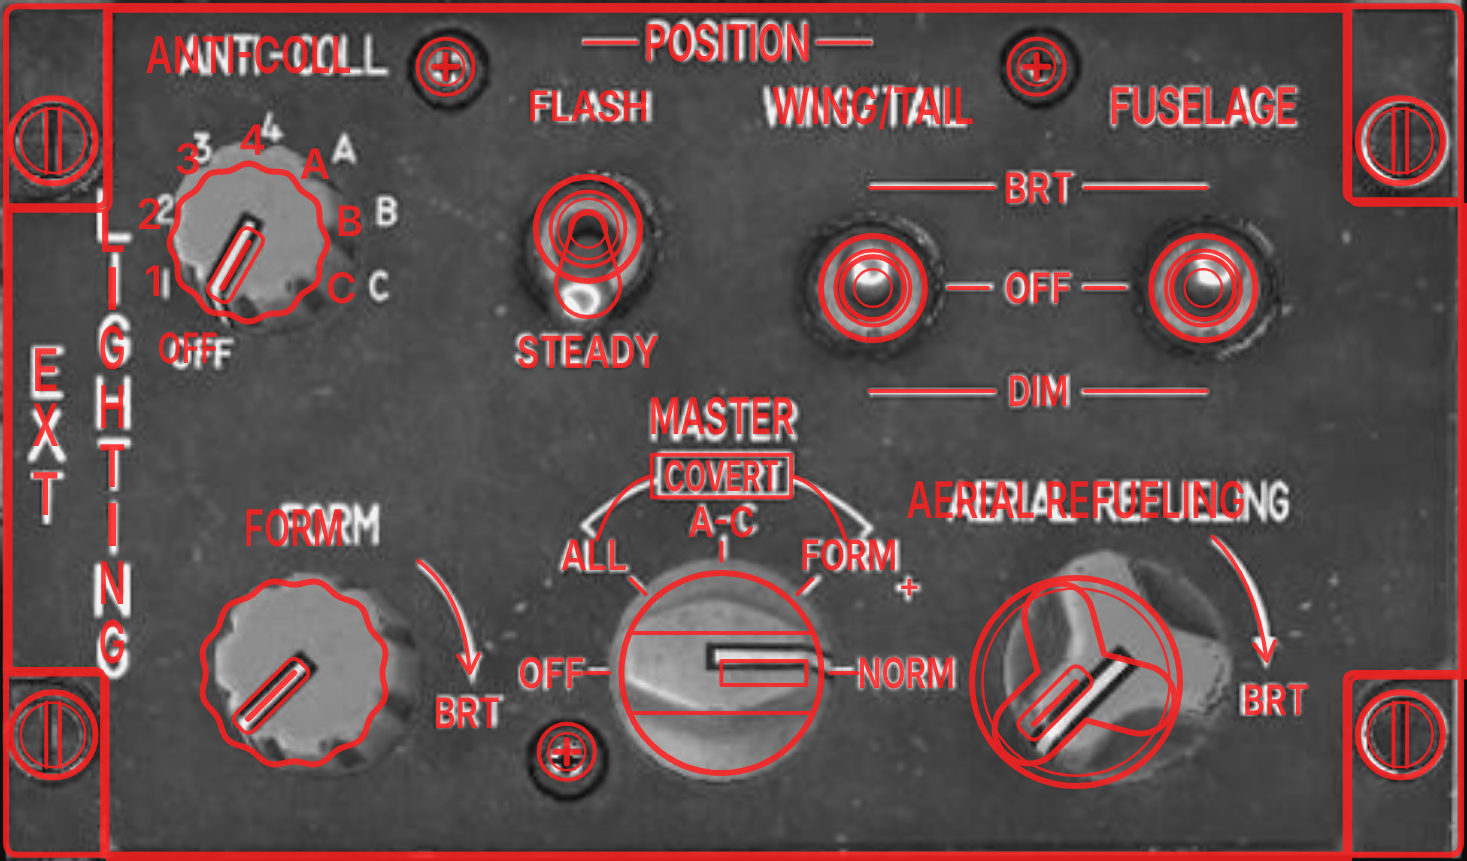 ANTI-COLL
POSITION
FLASH
WING/TAIL
FUSELAGE
4
3
A
2
B
1
C
OFF
BRT
OFF
STEADY
DIM
EXT
LIGHTING
MASTER
COVERT
A-C
ALL
FORM
+
FORM
AERIAL REFUELING
OFF
NORM
BRT
BRT